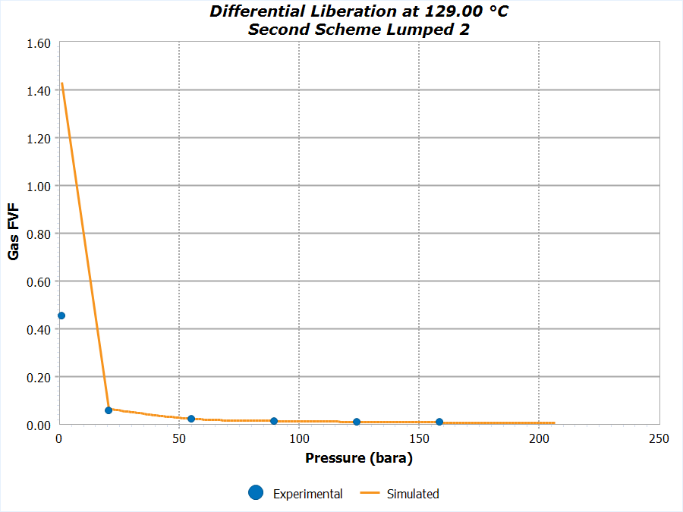 Differential Liberation at 129.00 °C
Second Scheme Lumped 2
1.60
1.40
1.20
1.00
0.80
0.60
0.40
0.20
0.00
Gas FVF
0 50 100 150 200 250
Pressure (bara)
Experimental Simulated